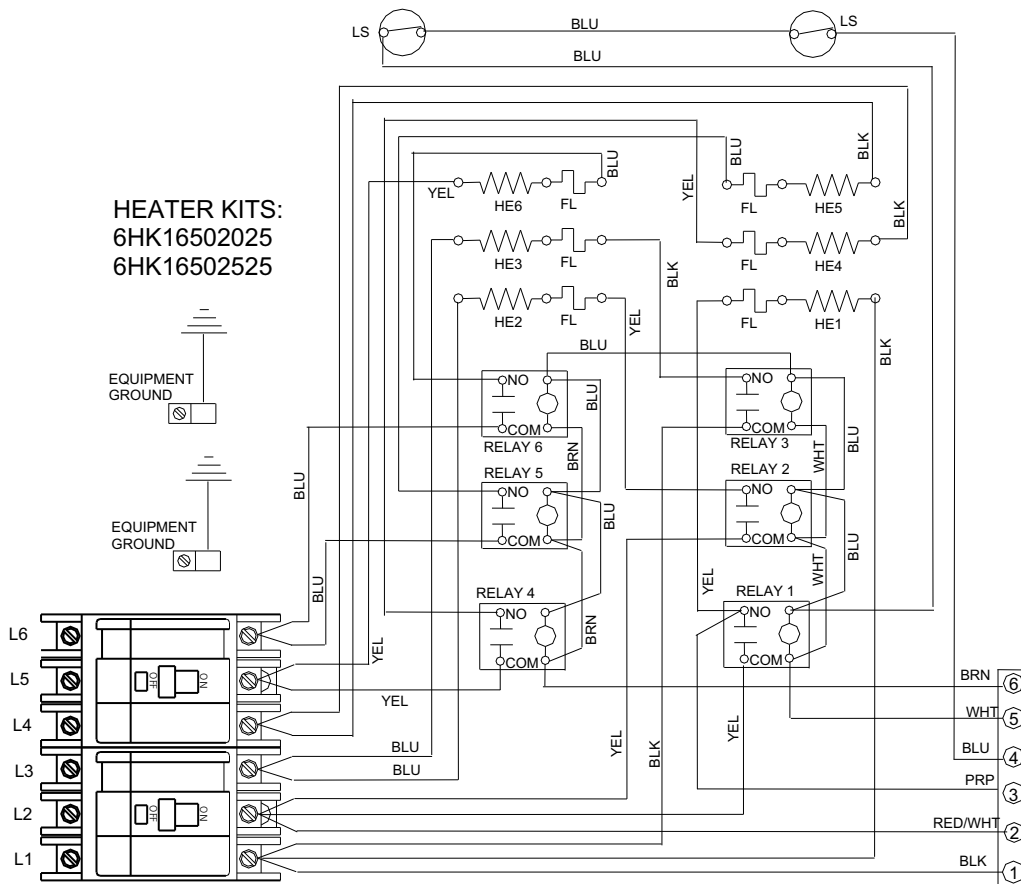 LS
BLU
LS
BLU
BLU
BLU
BLK
YEL
YEL
BLK
HE6
FL
FL
HE5
HEATER KITS:
6HK16502025
6HK16502525
HE3
FL
BLK
FL
HE4
HE2
FL
YEL
FL
HE1
BLK
BLU
EQUIPMENT
GROUND
NO
COM
RELAY 6
BLU
BRN
NO
COM
RELAY 3
WHT
BLU
BLU
RELAY 5
NO
COM
BLU
RELAY 2
NO
COM
BLU
EQUIPMENT
GROUND
BLU
RELAY 4
NO
COM
BRN
YEL
WHT
RELAY 1
NO
COM
L6
L5
L4
OFF
ON
YEL
YEL
BRN 6
WHT 5
BLU 4
PRP 3
RED/WHT 2
BLK 1
L3
L2
L1
OFF
ON
BLU
BLU
YEL
BLK
YEL